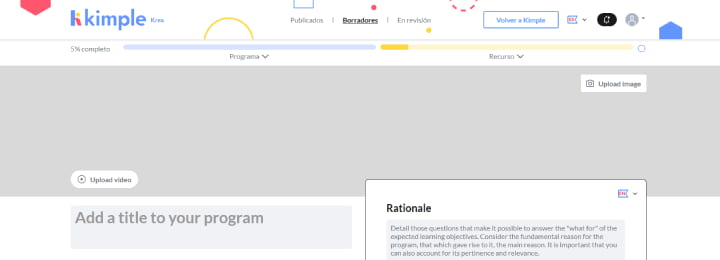 kimple Krea
Publicados | Borradores | En revisión
Volver a Kimple
EN
5% completo
Programa
Recurso
Upload image
Upload video
EN
Add a title to your program
Rationale
Detail those questions that make it possible to answer the "what for" of the
expected learning objectives. Consider the fundamental reason for the
program, that which gave rise to it, the main reason. It is important that you
can also account for its pertinence and relevance.